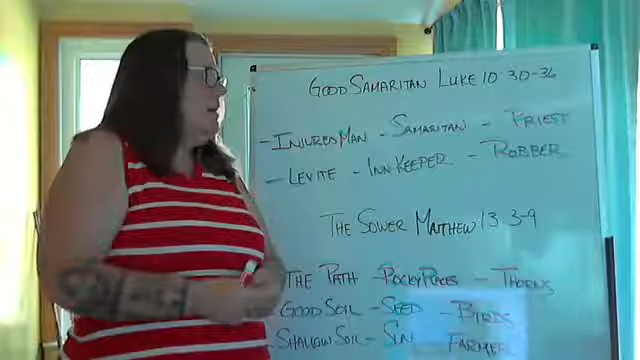 GOOD SAMARITAN LUKE 10:30-36
- INJURED MAN - SAMARITAN - PRIEST
- LEVITE - INN KEEPER - ROBBER
THE SOWER MATTHEW 13:3-9
THE PATH - ROCKY PLACES - THORNS
GOOD SOIL - SEED - BIRDS
SHALLOW SOIL - SIN FARMER